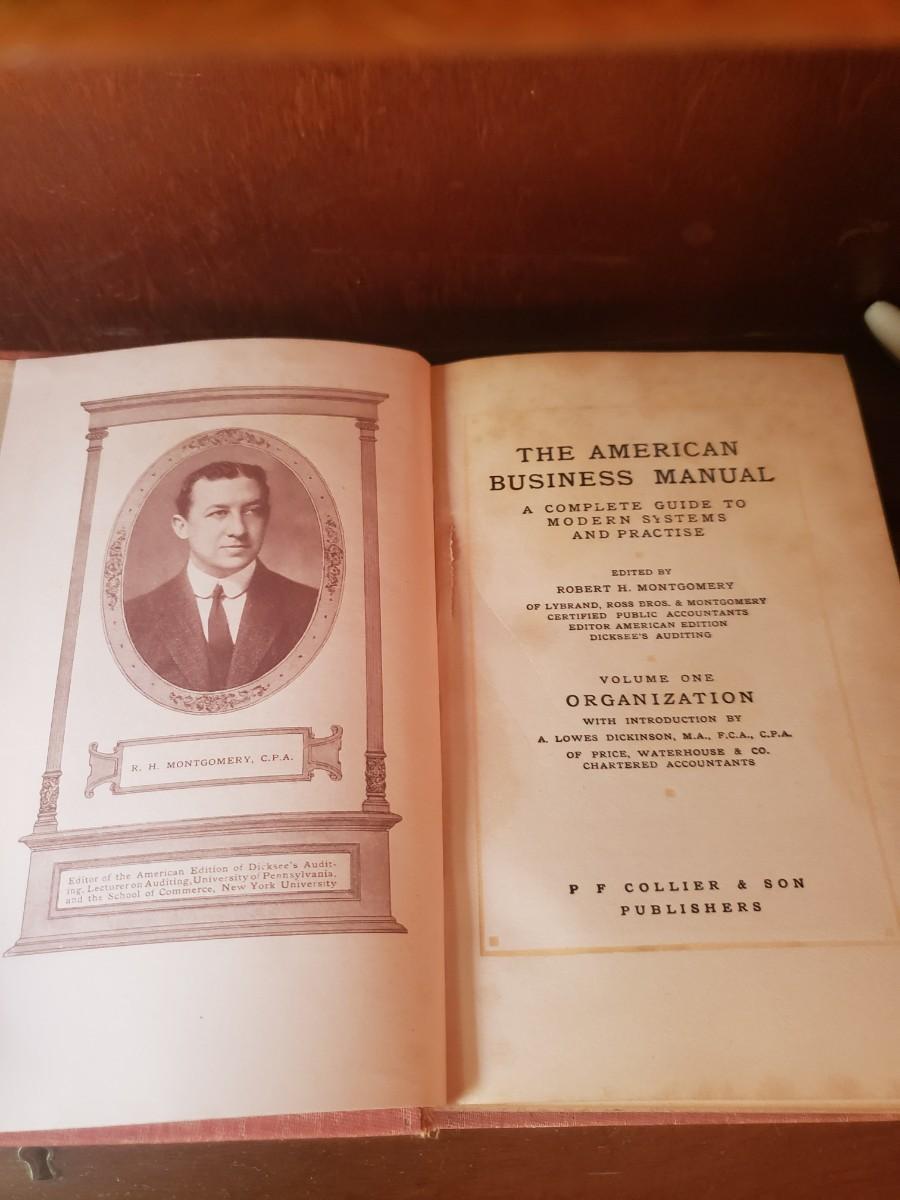 R. H. MONTGOMERY, C.P.A.
Editor of the American Edition of Dicksee's Audit-
ing, Lecturer on Auditing, University of Pennsylvania,
and the School of Commerce, New York University
THE AMERICAN
BUSINESS MANUAL
A COMPLETE GUIDE TO
MODERN SYSTEMS
AND PRACTISE
EDITED BY
ROBERT H. MONTGOMERY
OF LYBRAND, ROSS BROS. & MONTGOMERY
CERTIFIED PUBLIC ACCOUNTANTS
EDITOR AMERICAN EDITION
DICKSEE'S AUDITING
VOLUME ONE
ORGANIZATION
WITH INTRODUCTION BY
A. LOWES DICKINSON, M.A., F.C.A., C.P.A.
OF PRICE, WATERHOUSE & CO.
CHARTERED ACCOUNTANTS
P F COLLIER & SON
PUBLISHERS